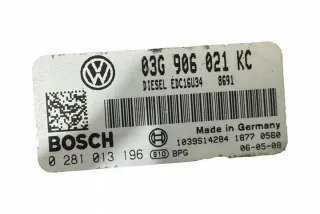 03G 906 021 KC
DIESEL EDC16U34 8691
Made in Germany
BOSCH
1039S14284 1877 0560
0 281 013 196 810 BPG 06-05-08